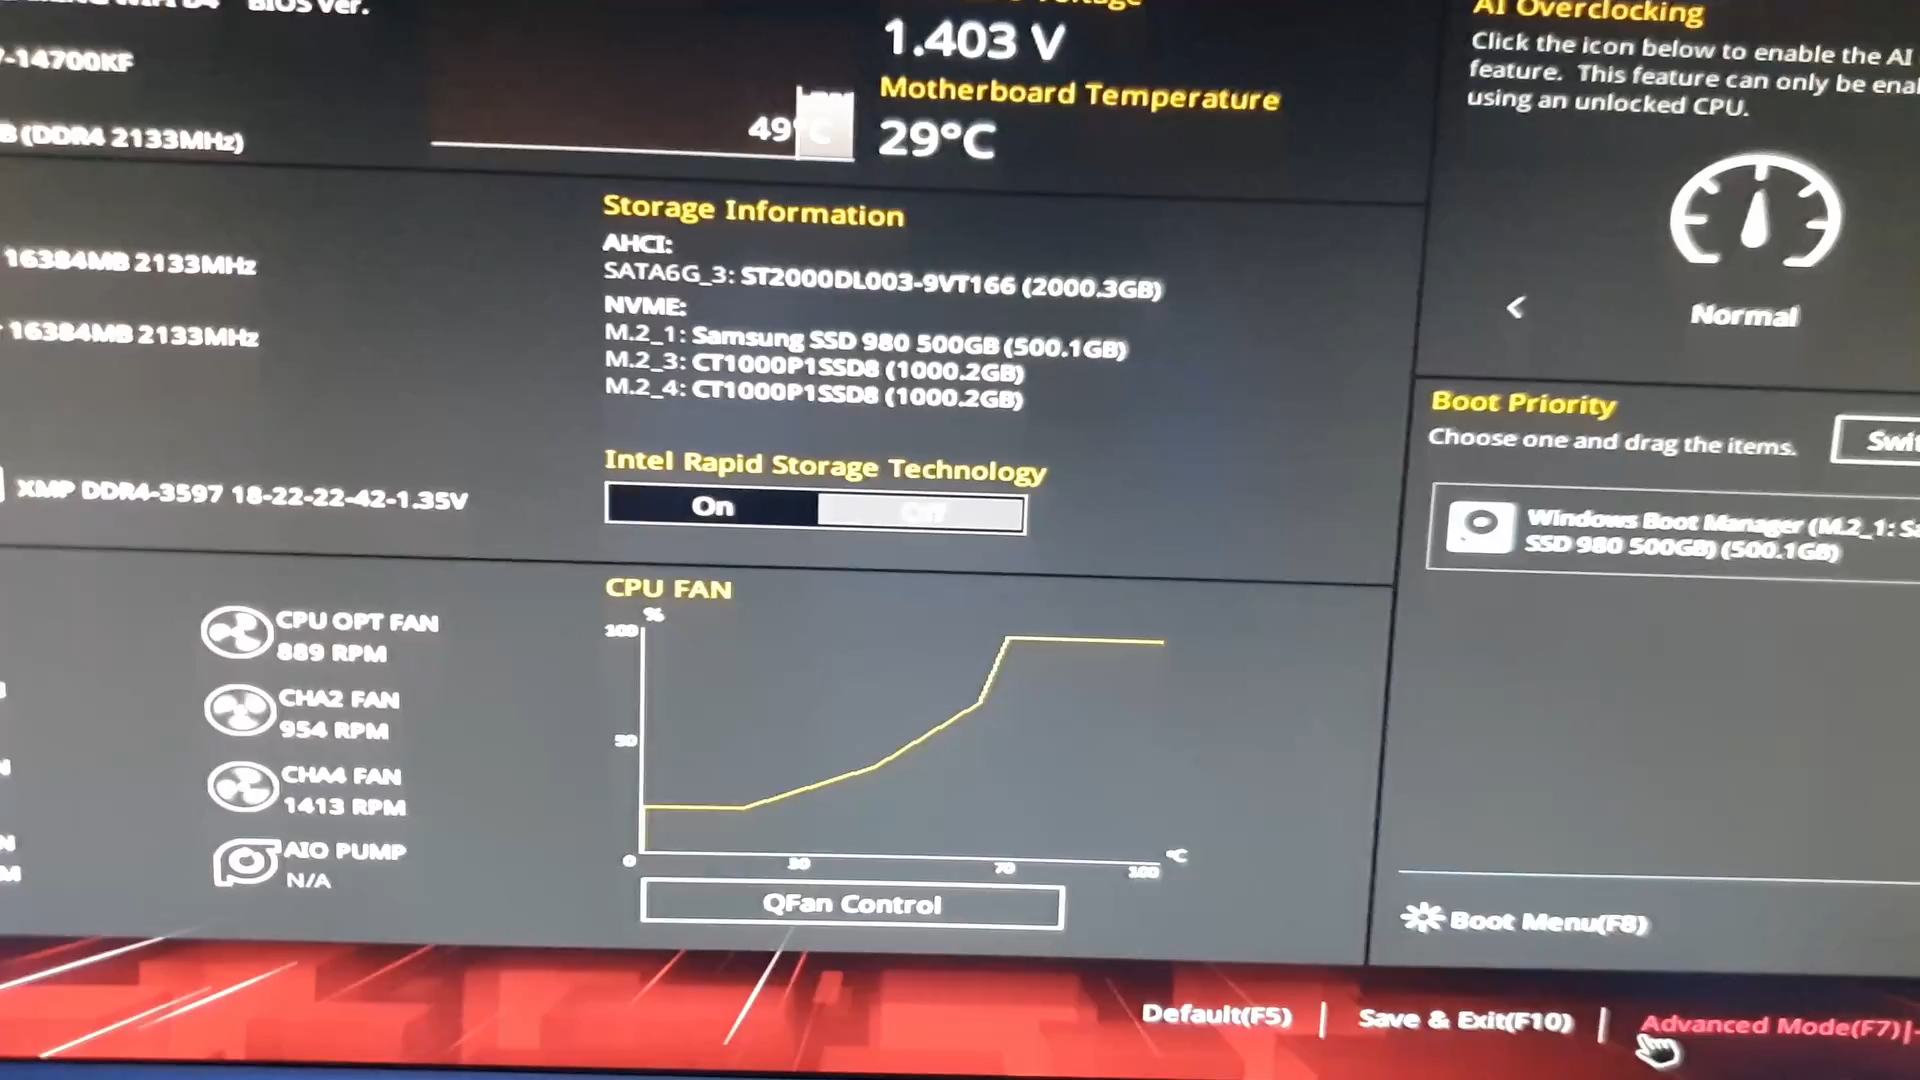 BIOS Ver.
-14700KF
(DDR4 2133MHz)
16384MB 2133MHz
16384MB 2133MHz
XMP DDR4-3597 18-22-22-42-1.35V
CPU OPT FAN
889 RPM
CHA2 FAN
954 RPM
CHA4 FAN
1413 RPM
AIO PUMP
N/A
49°C
1.403 V
Motherboard Temperature
29°C
Storage Information
AHCI:
SATA6G_3: ST2000DL003-9VT166 (2000.3GB)
NVME:
M.2_1: Samsung SSD 980 500GB (500.1GB)
M.2_3: CT1000P1SSD8 (1000.2GB)
M.2_4: CT1000P1SSD8 (1000.2GB)
Intel Rapid Storage Technology
On Off
CPU FAN
%
100
50
0 30 70 100 °C
QFan Control
AI Overclocking
Click the icon below to enable the AI
feature. This feature can only be
using an unlocked CPU.
Normal
Boot Priority
Choose one and drag the items.
Windows Boot Manager (M.2_1:
SSD 980 500GB) (500.1GB)
Boot Menu(F8)
Default(F5) | Save & Exit(F10) | Advanced Mode(F7)|